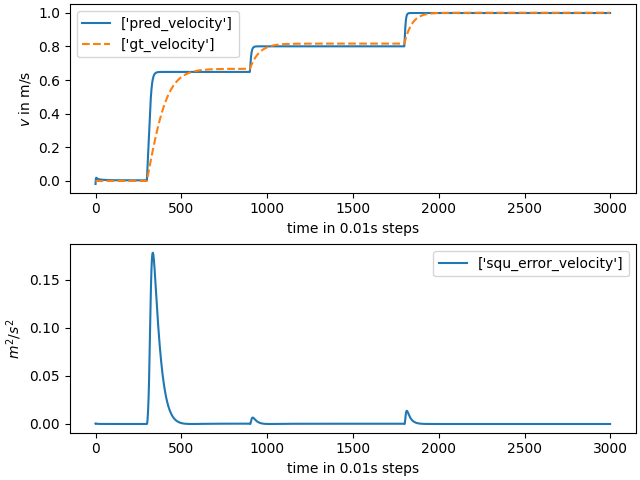 1.0
0.8
0.6
0.4
0.2
0.0
v in m/s
['pred_velocity']
['gt_velocity']
0 500 1000 1500 2000 2500 3000
time in 0.01s steps
0.15
0.10
0.05
0.00
m²/s²
['squ_error_velocity']
0 500 1000 1500 2000 2500 3000
time in 0.01s steps